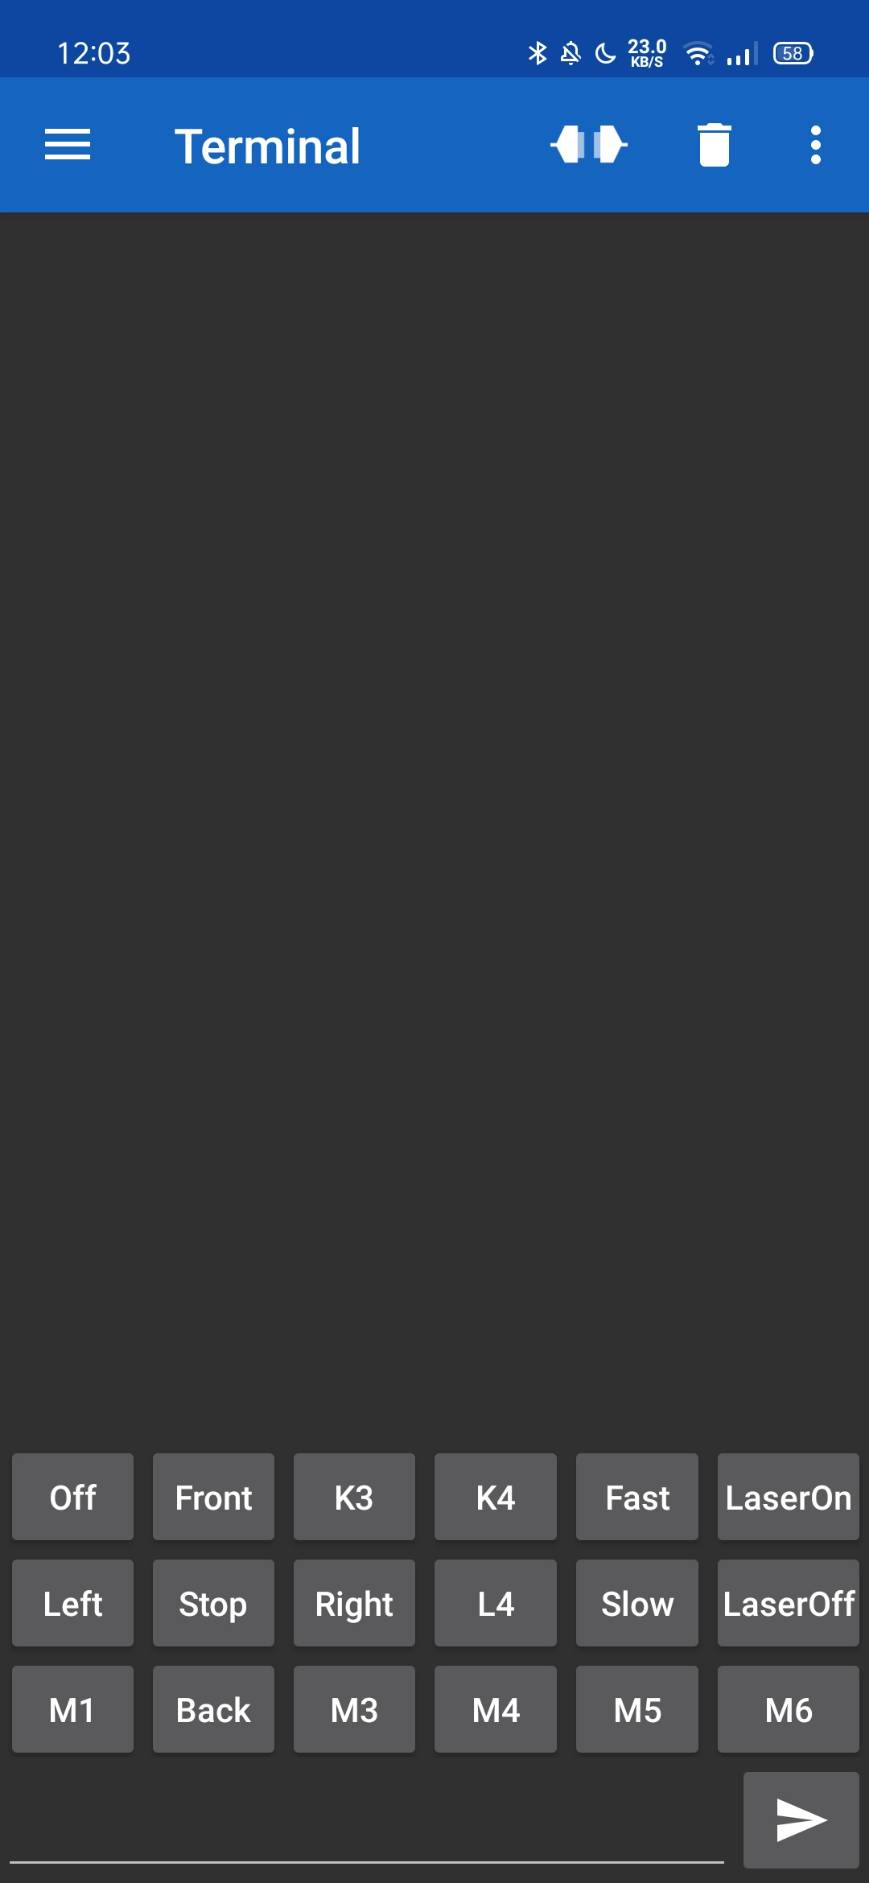 12:03 23.0 KB/S 58
Terminal
Off Front K3 K4 Fast LaserOn
Left Stop Right L4 Slow LaserOff
M1 Back M3 M4 M5 M6